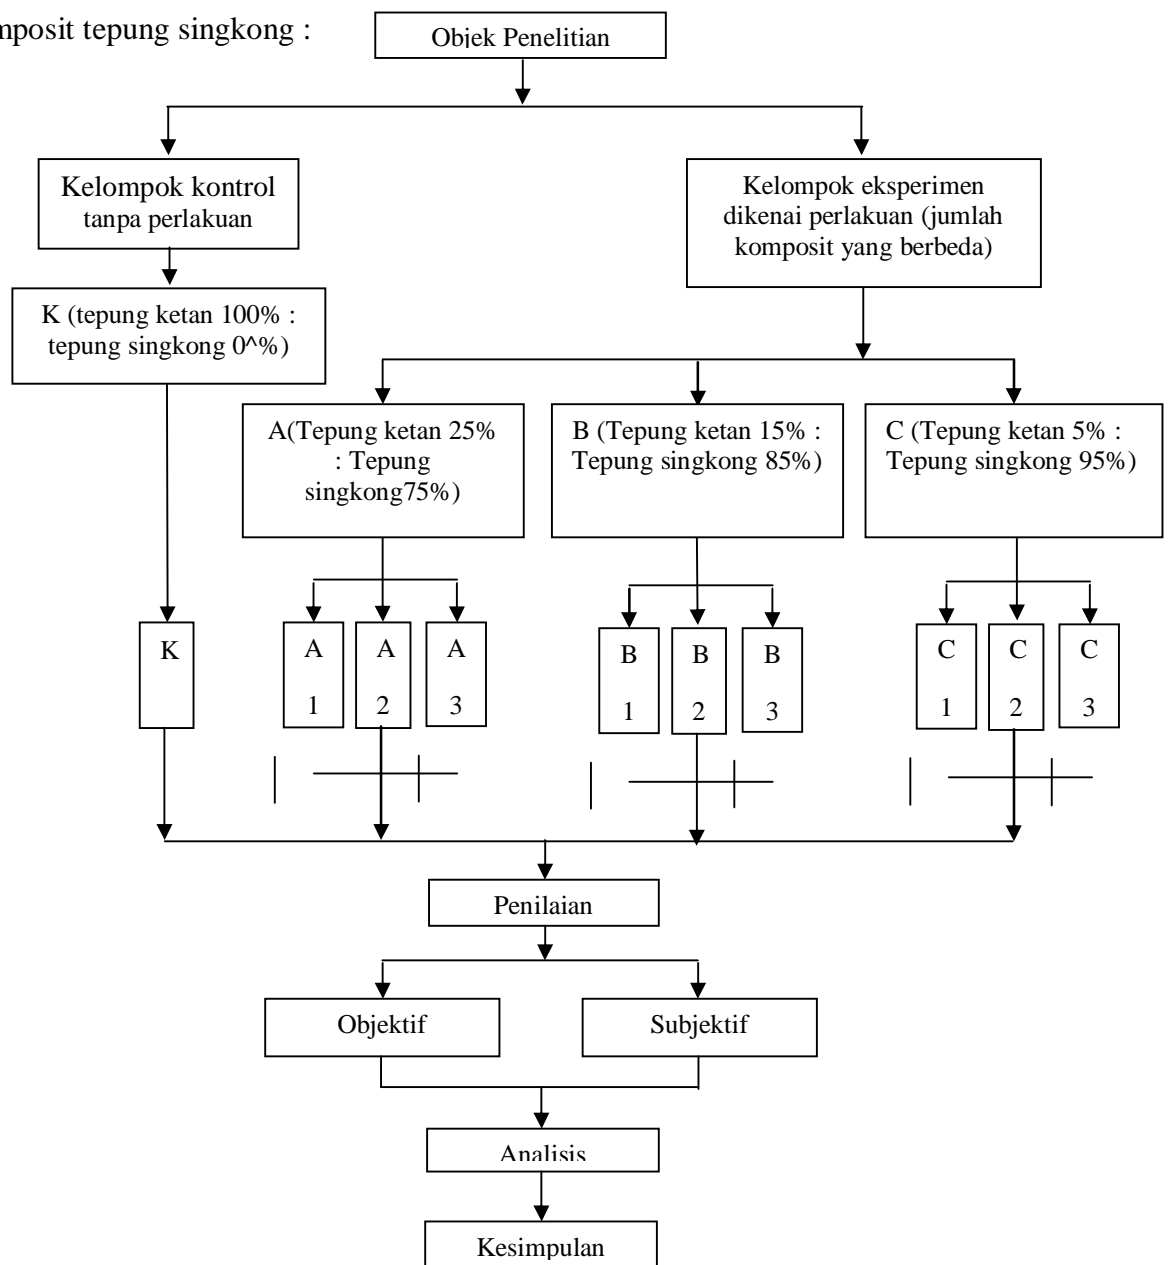 mposit tepung singkong :
Objek Penelitian
Kelompok kontrol
tanpa perlakuan
Kelompok eksperimen
dikenai perlakuan (jumlah
komposit yang berbeda)
K (tepung ketan 100% :
tepung singkong 0^%)
A(Tepung ketan 25%
: Tepung
singkong75%)
B (Tepung ketan 15% :
Tepung singkong 85%)
C (Tepung ketan 5% :
Tepung singkong 95%)
K
A
1
A
2
A
3
B
1
B
2
B
3
C
1
C
2
C
3
Penilaian
Objektif
Subjektif
Analisis
Kesimpulan